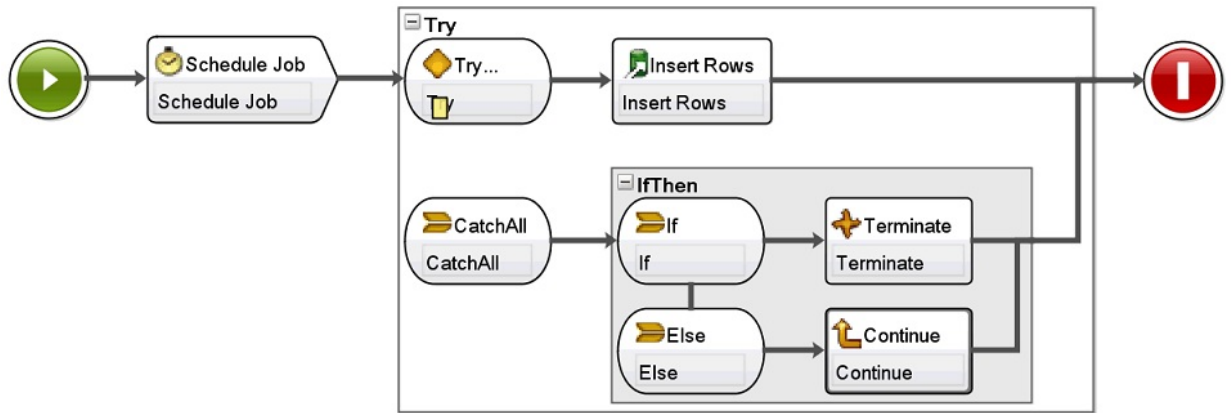 Try
Schedule Job
Schedule Job
Try...
Try
Insert Rows
Insert Rows
IfThen
CatchAll
CatchAll
If
If
Terminate
Terminate
Else
Else
Continue
Continue